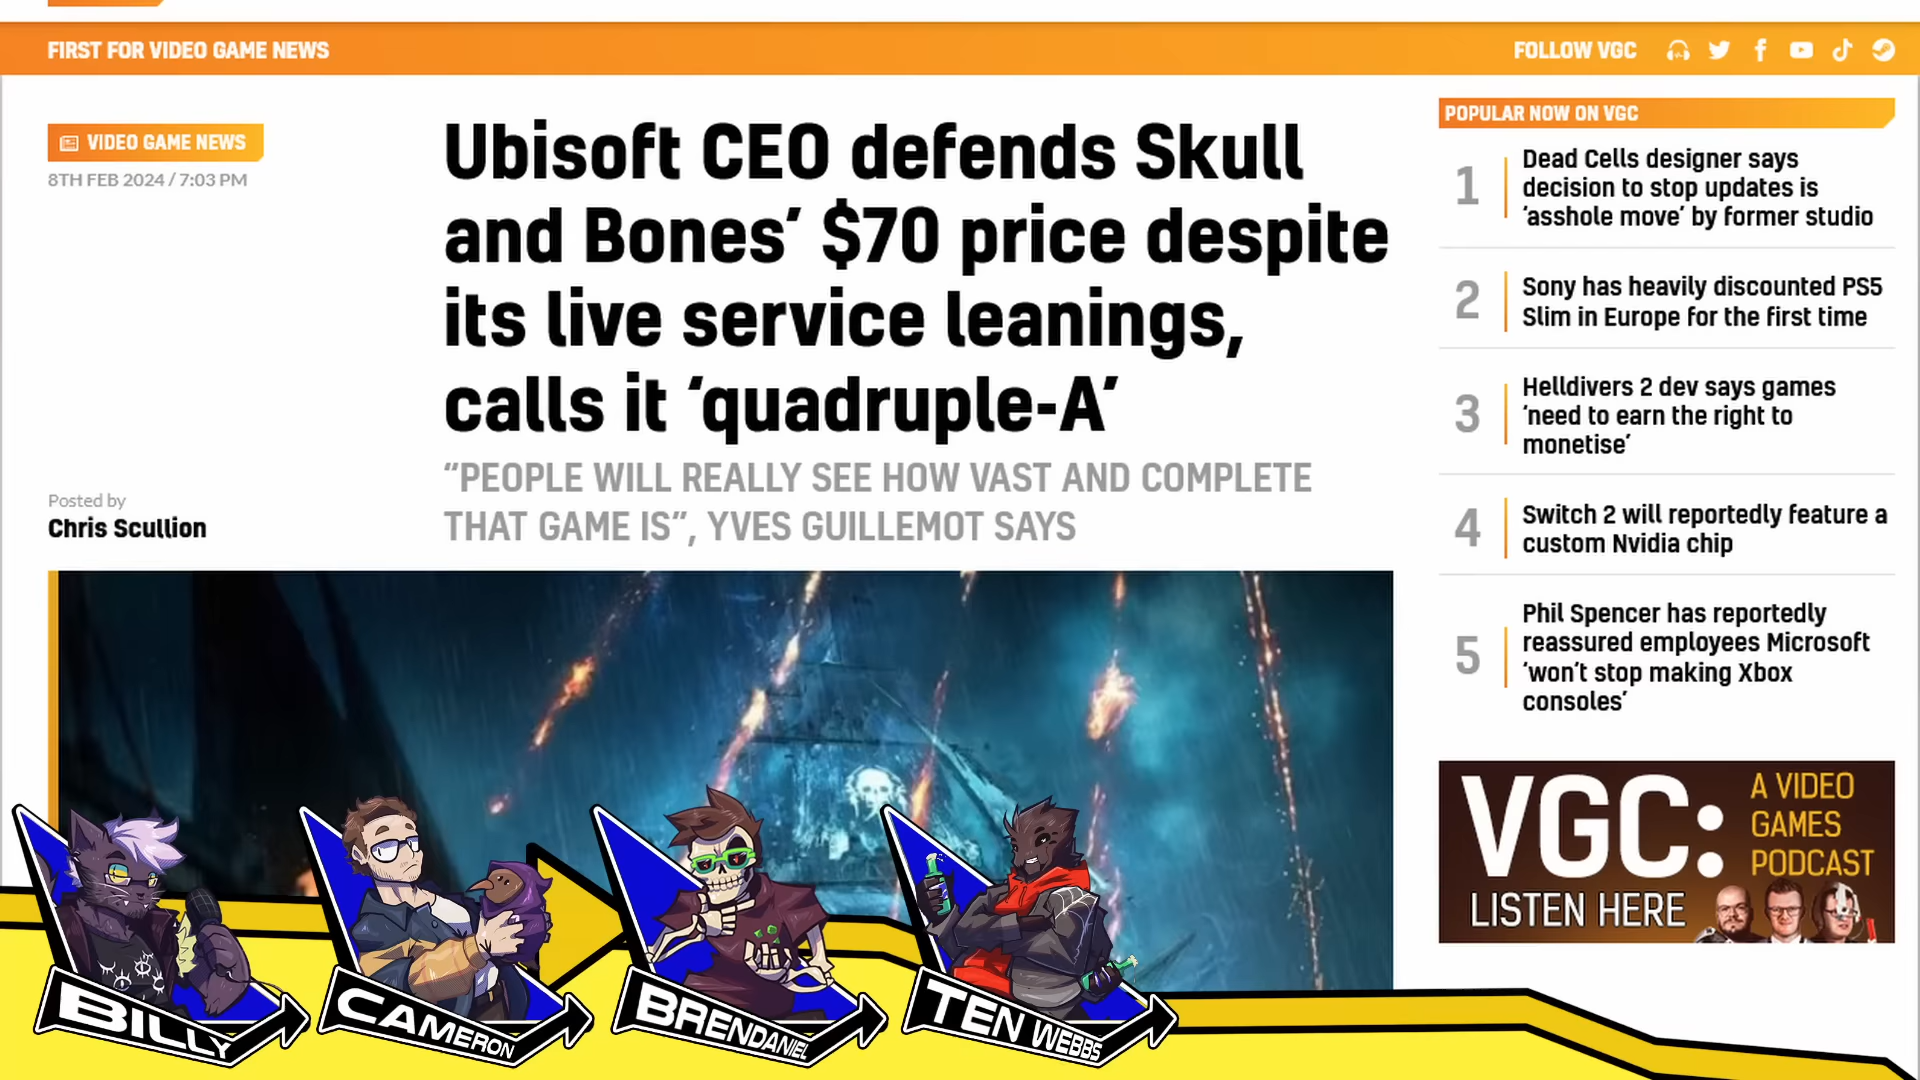 FIRST FOR VIDEO GAME NEWS
FOLLOW VGC
VIDEO GAME NEWS
8TH FEB 2024 / 7:03 PM
Ubisoft CEO defends Skull
and Bones’ $70 price despite
its live service leanings,
calls it ‘quadruple-A’
“PEOPLE WILL REALLY SEE HOW VAST AND COMPLETE
THAT GAME IS”, YVES GUILLEMOT SAYS
Posted by
Chris Scullion
POPULAR NOW ON VGC
1
Dead Cells designer says
decision to stop updates is
‘asshole move’ by former studio
2
Sony has heavily discounted PS5
Slim in Europe for the first time
3
Helldivers 2 dev says games
‘need to earn the right to
monetise’
4
Switch 2 will reportedly feature a
custom Nvidia chip
5
Phil Spencer has reportedly
reassured employees Microsoft
‘won’t stop making Xbox
consoles’
VGC:
A VIDEO
GAMES
PODCAST
LISTEN HERE
BILLY
CAMERON
BRENDANIEL
TEN WEBBS